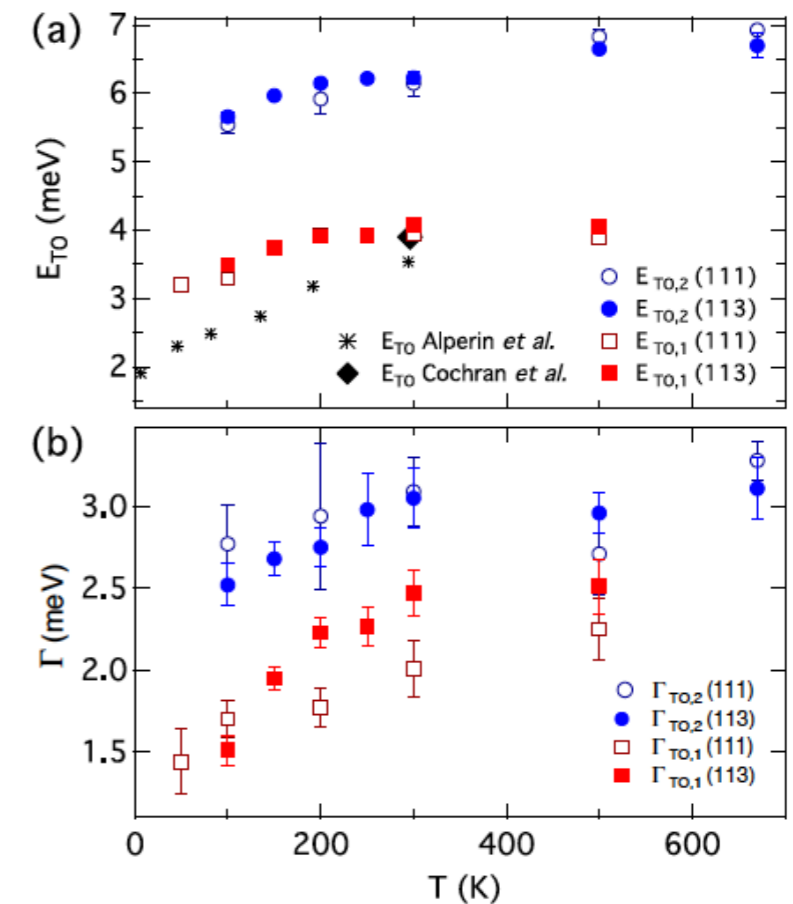 (a)
7
6
5
4
3
2
E_TO (meV)
E_TO,2 (111)
E_TO,2 (113)
E_TO,1 (111)
E_TO,1 (113)
E_TO Alperin et al.
E_TO Cochran et al.
(b)
3.0
2.5
2.0
1.5
Γ (meV)
Γ_TO,2 (111)
Γ_TO,2 (113)
Γ_TO,1 (111)
Γ_TO,1 (113)
0 200 400 600
T (K)